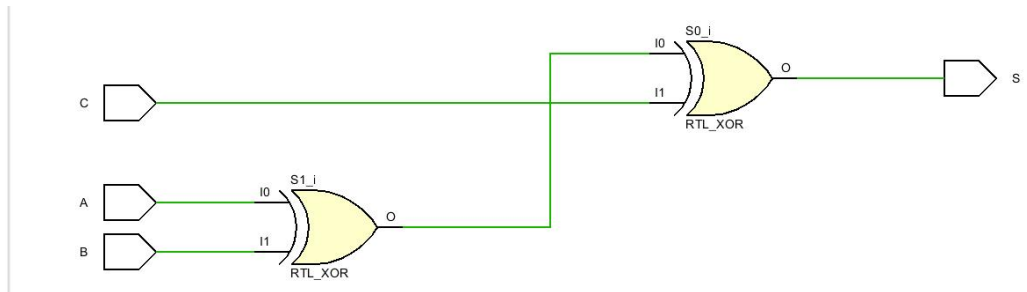 S0_i
I0
O
S
C
I1
RTL_XOR
S1_i
A
I0
O
B
I1
RTL_XOR